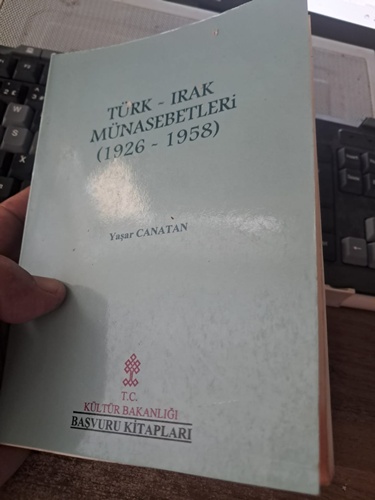 TÜRK - IRAK
MÜNASEBETLERi
(1926 - 1958)
Yaşar CANATAN
T.C.
KÜLTÜR BAKANLIĞI
BAŞVURU KİTAPLARI